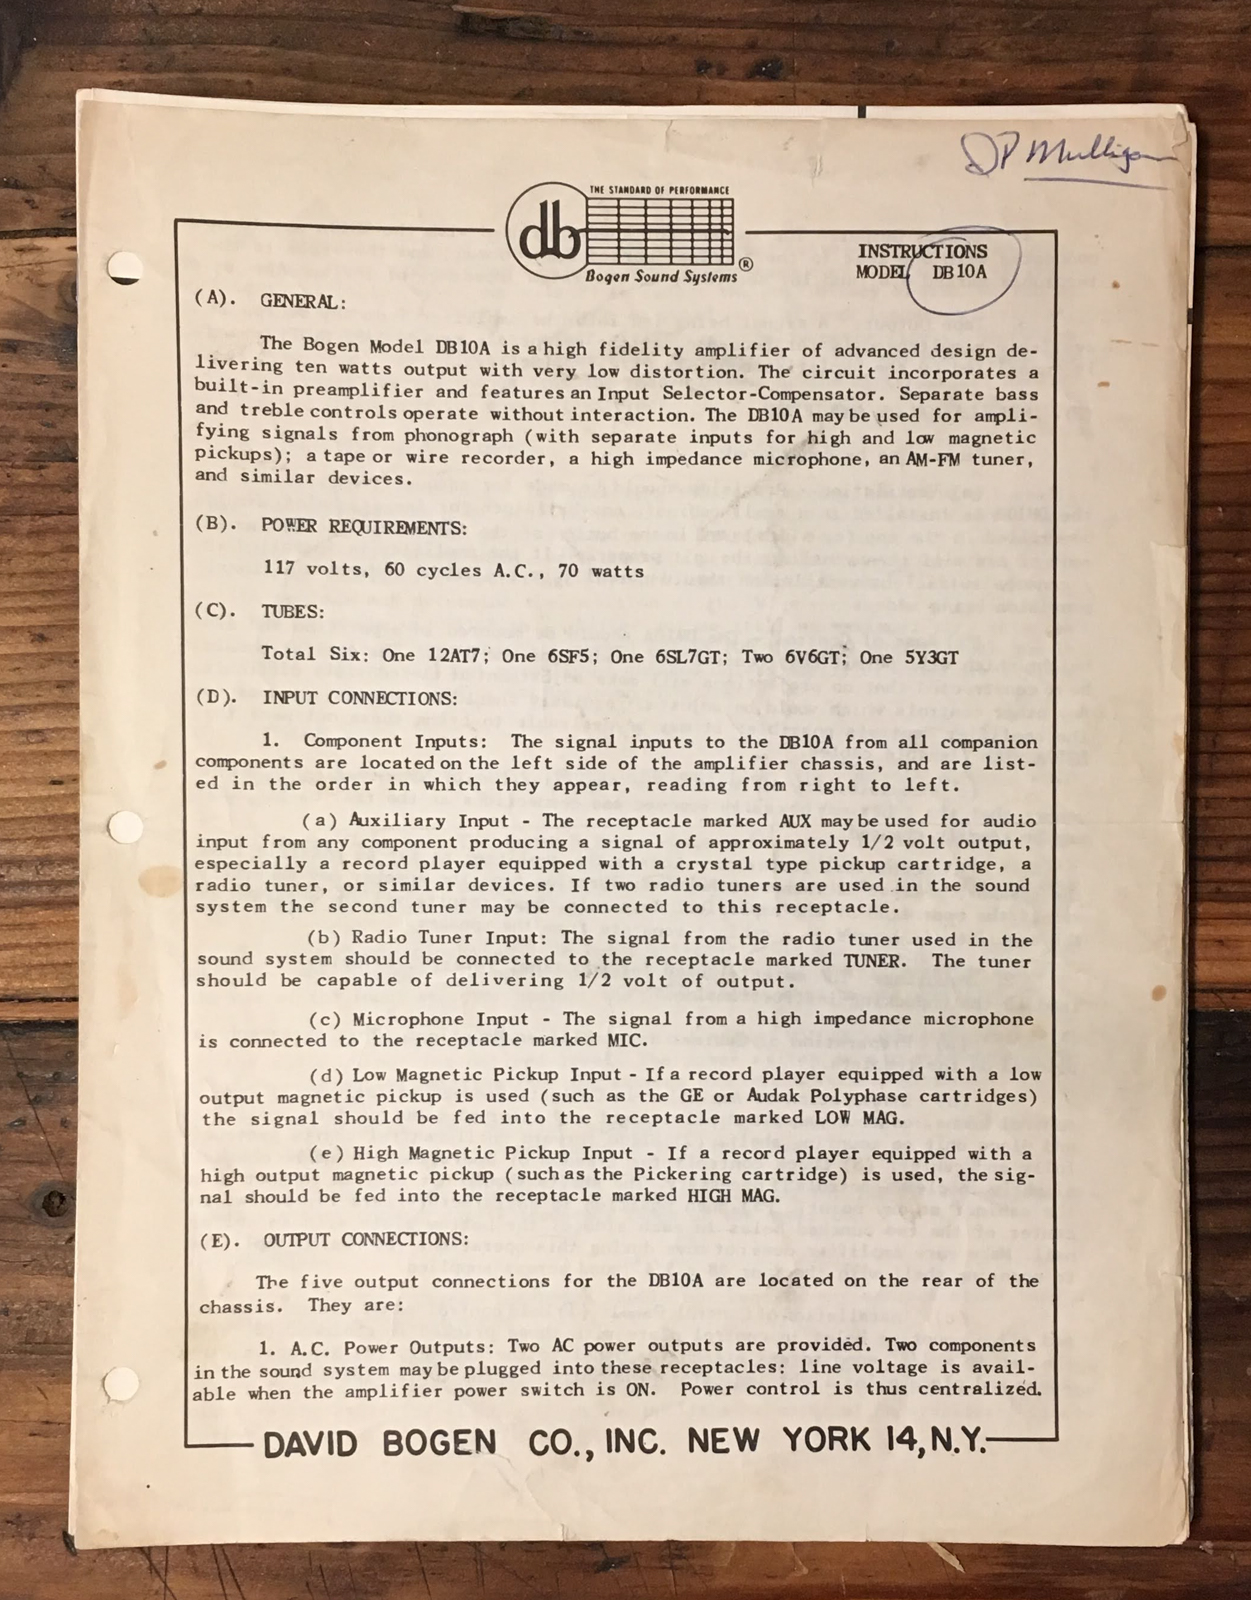 DP Mulligan
THE STANDARD OF PERFORMANCE
db
Bogen Sound Systems ®
INSTRUCTIONS
MODEL DB10A
(A). GENERAL:
The Bogen Model DB10A is a high fidelity amplifier of advanced design de-
livering ten watts output with very low distortion. The circuit incorporates a
built-in preamplifier and features an Input Selector-Compensator. Separate bass
and treble controls operate without interaction. The DB10A may be used for ampli-
fying signals from phonograph (with separate inputs for high and low magnetic
pickups); a tape or wire recorder, a high impedance microphone, an AM-FM tuner,
and similar devices.
(B). POWER REQUIREMENTS:
117 volts, 60 cycles A.C., 70 watts
(C). TUBES:
Total Six: One 12AT7; One 6SF5; One 6SL7GT; Two 6V6GT; One 5Y3GT
(D). INPUT CONNECTIONS:
1. Component Inputs: The signal inputs to the DB10A from all companion
components are located on the left side of the amplifier chassis, and are list-
ed in the order in which they appear, reading from right to left.
(a) Auxiliary Input - The receptacle marked AUX may be used for audio
input from any component producing a signal of approximately 1/2 volt output,
especially a record player equipped with a crystal type pickup cartridge, a
radio tuner, or similar devices. If two radio tuners are used in the sound
system the second tuner may be connected to this receptacle.
(b) Radio Tuner Input: The signal from the radio tuner used in the
sound system should be connected to the receptacle marked TUNER. The tuner
should be capable of delivering 1/2 volt of output.
(c) Microphone Input - The signal from a high impedance microphone
is connected to the receptacle marked MIC.
(d) Low Magnetic Pickup Input - If a record player equipped with a low
output magnetic pickup is used (such as the GE or Audak Polyphase cartridges)
the signal should be fed into the receptacle marked LOW MAG.
(e) High Magnetic Pickup Input - If a record player equipped with a
high output magnetic pickup (such as the Pickering cartridge) is used, the sig-
nal should be fed into the receptacle marked HIGH MAG.
(E). OUTPUT CONNECTIONS:
The five output connections for the DB10A are located on the rear of the
chassis. They are:
1. A.C. Power Outputs: Two AC power outputs are provided. Two components
in the sound system may be plugged into these receptacles: line voltage is avail-
able when the amplifier power switch is ON. Power control is thus centralized.
DAVID BOGEN CO., INC. NEW YORK 14, N.Y.